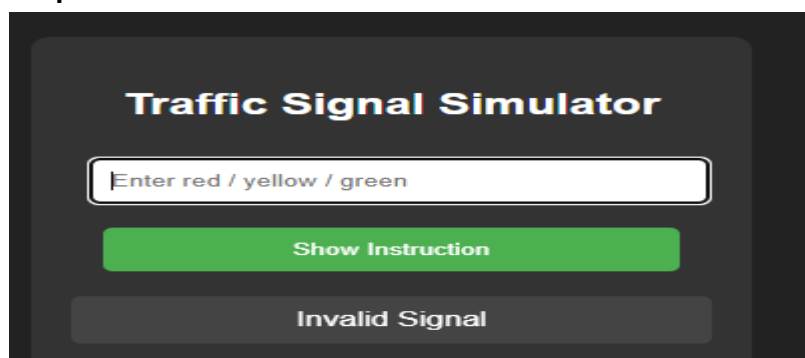 Traffic Signal Simulator
Enter red / yellow / green
Show Instruction
Invalid Signal